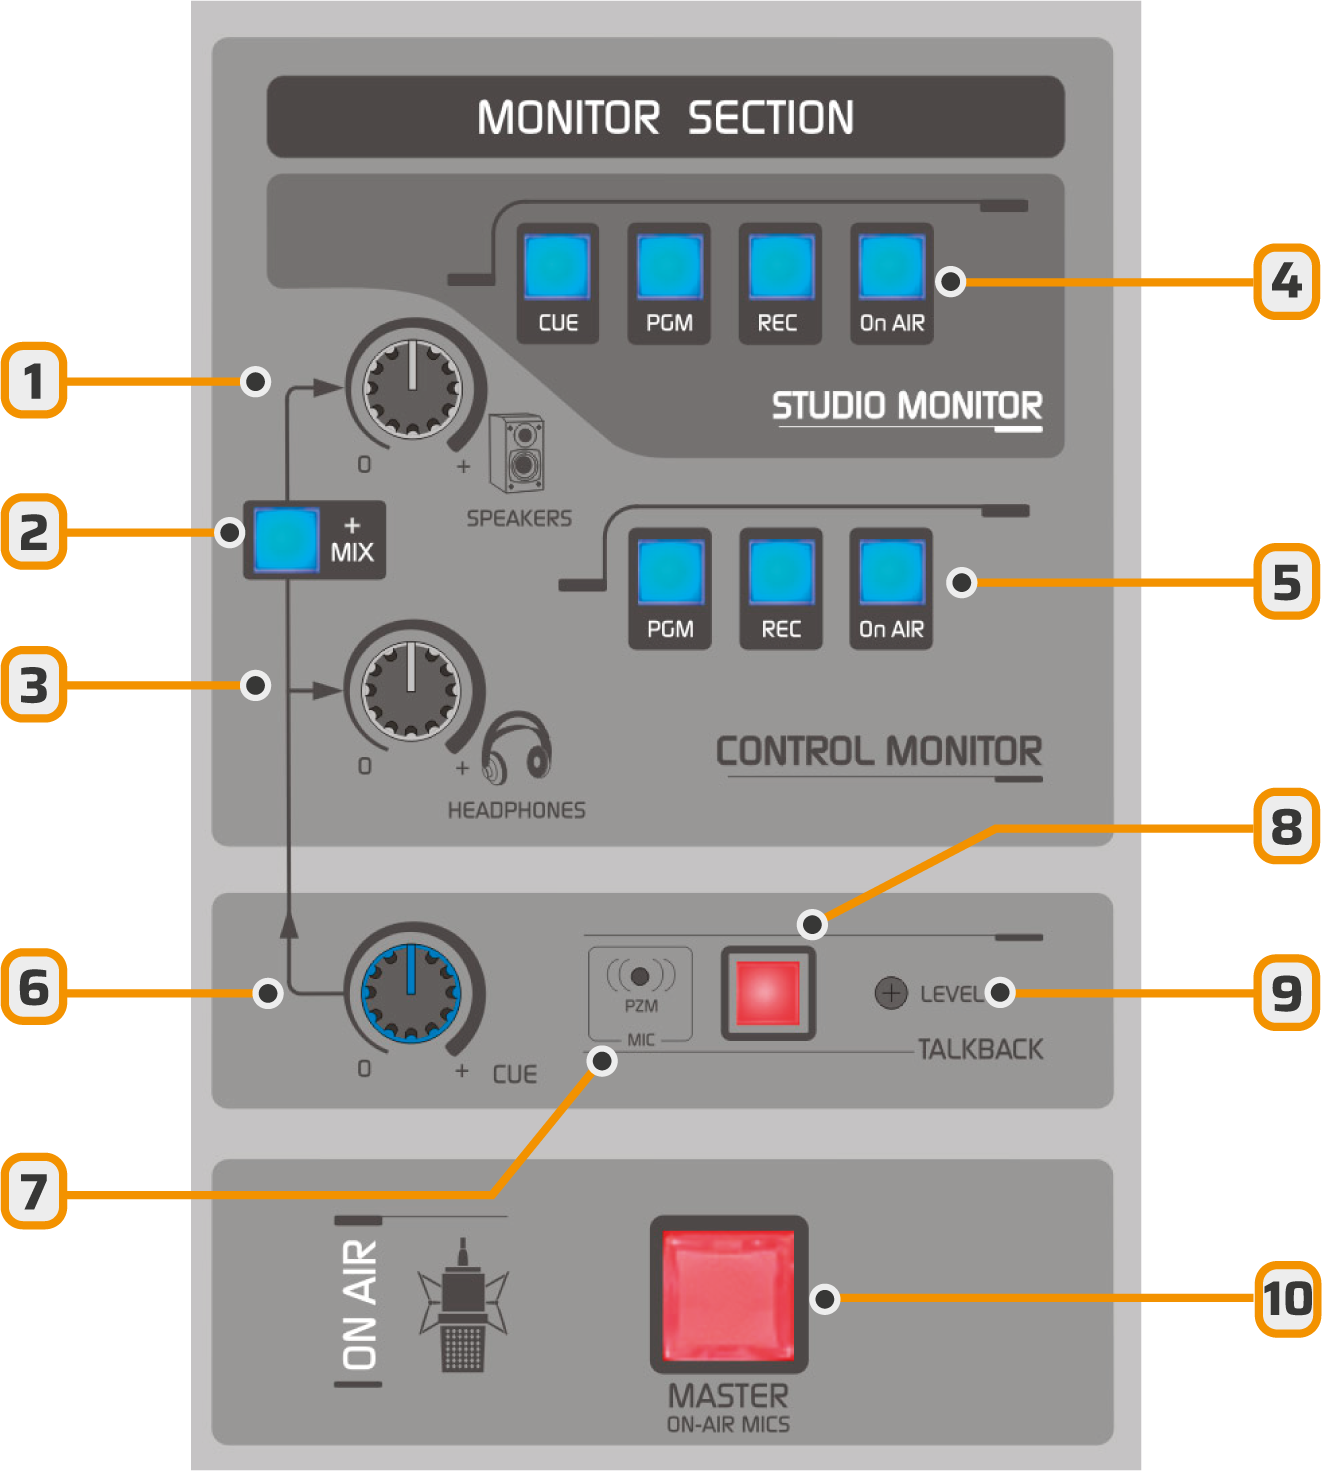 MONITOR SECTION
CUE
PGM
REC
On AIR
4
1
STUDIO MONITOR
0
+
SPEAKERS
2
+
MIX
5
PGM
REC
On AIR
3
CONTROL MONITOR
0
+
HEADPHONES
8
6
PZM
MIC
LEVEL
9
TALKBACK
0
+
CUE
7
ON AIR
10
MASTER
ON-AIR MICS